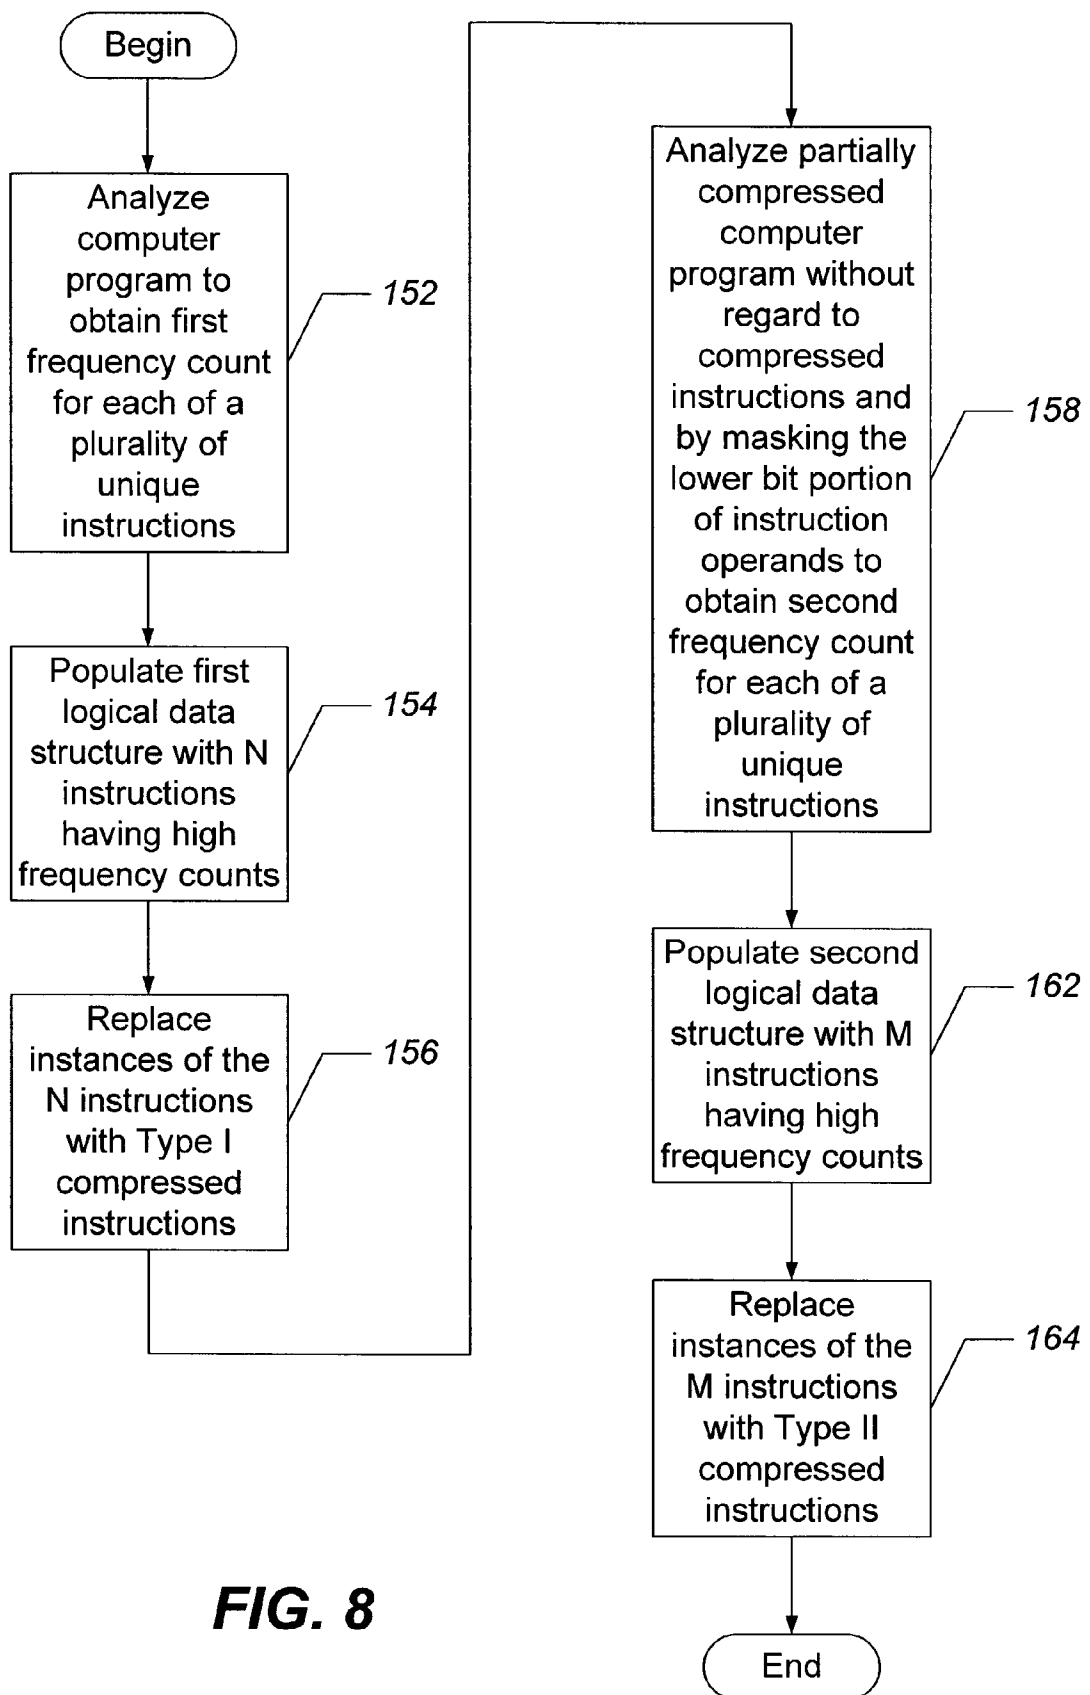 Begin
Analyze
computer
program to
obtain first
frequency count
for each of a
plurality of
unique
instructions
152
Populate first
logical data
structure with N
instructions
having high
frequency counts
154
Replace
instances of the
N instructions
with Type I
compressed
instructions
156
Analyze partially
compressed
computer
program without
regard to
compressed
instructions and
by masking the
lower bit portion
of instruction
operands to
obtain second
frequency count
for each of a
plurality of
unique
instructions
158
Populate second
logical data
structure with M
instructions
having high
frequency counts
162
Replace
instances of the
M instructions
with Type II
compressed
instructions
164
End
FIG. 8